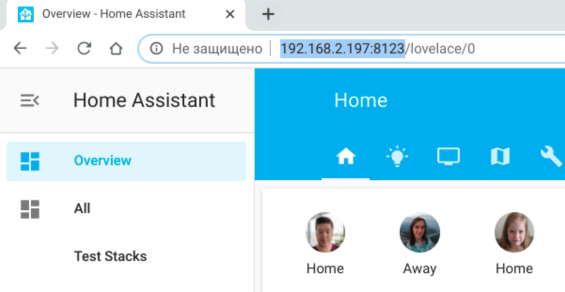 Overview - Home Assistant
Не защищено | 192.168.2.197:8123/lovelace/0
Home Assistant
Home
Overview
All
Test Stacks
Home Away Home